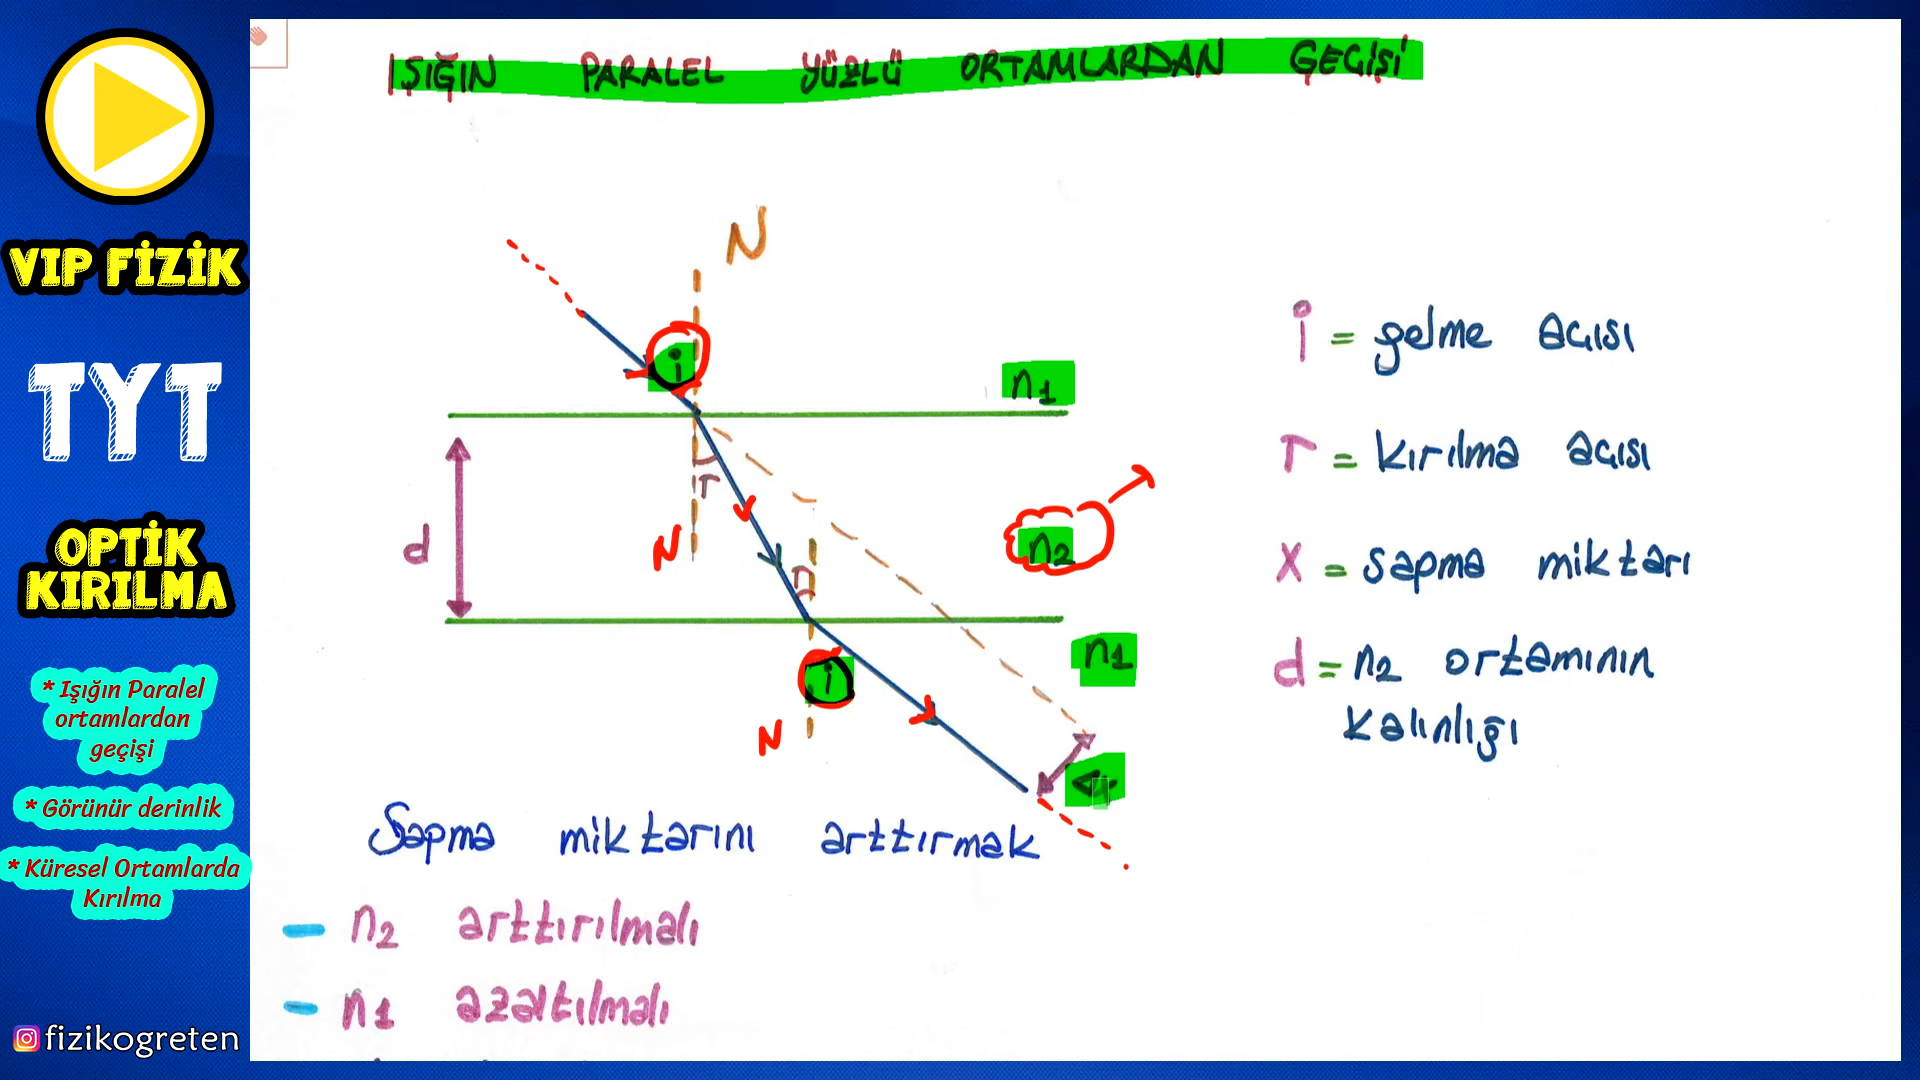 IŞIĞIN PARALEL YÜZLÜ ORTAMLARDAN GEÇİŞİ
VIP FİZİK
TYT
OPTİK
KIRILMA
* Işığın Paralel
ortamlardan
geçişi
* Görünür derinlik
* Küresel Ortamlarda
Kırılma
fizikogreten
N
i
n1
r
d
N
n2
r
n1
i
N
i = gelme açısı
r = kırılma açısı
X = sapma miktarı
d = n2 ortamının
kalınlığı
Sapma miktarını arttırmak
- n2 arttırılmalı
- n1 azaltılmalı